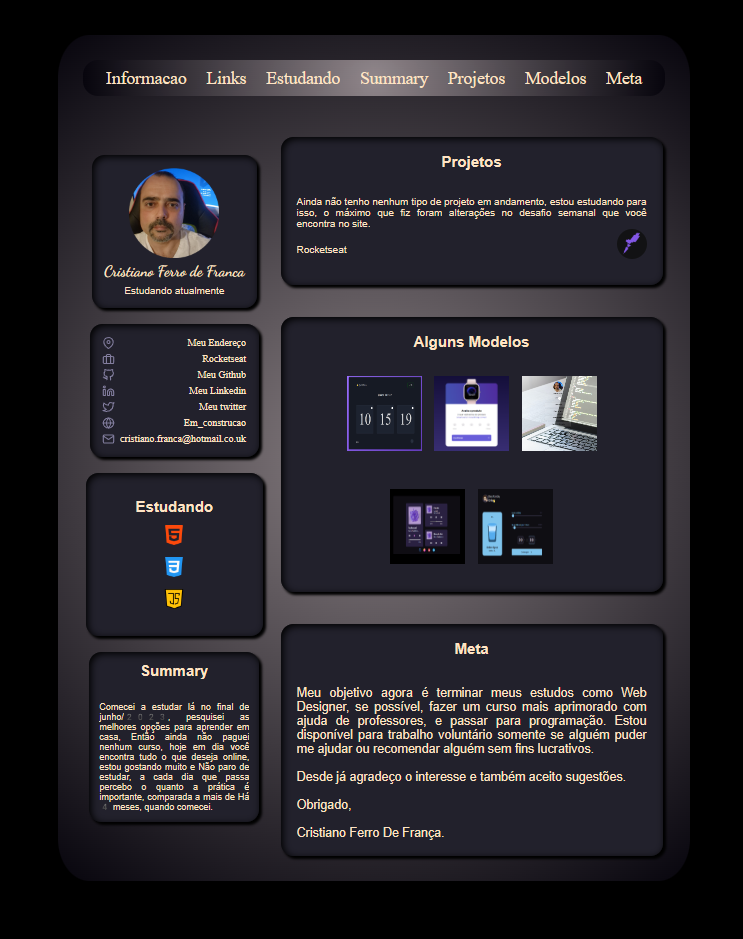 Informacao Links Estudando Summary Projetos Modelos Meta
Cristiano Ferro de Franca
Estudando atualmente
Meu Endereço
Rocketseat
Meu Github
Meu Linkedin
Meu twitter
Em_construcao
cristiano.franca@hotmail.co.uk
Estudando
5
3
JS
Summary
Comecei a estudar lá no final de
junho/2023, pesquisei as
melhores opções para aprender em
casa, Então ainda não paguei
nenhum curso, hoje em dia você
encontra tudo o que deseja online,
estou gostando muito e Não paro de
estudar, a cada dia que passa
percebo o quanto a prática é
importante, comparada a mais de Há
4 meses, quando comecei.
Projetos
Ainda não tenho nenhum tipo de projeto em andamento, estou estudando para
isso, o máximo que fiz foram alterações no desafio semanal que você
encontra no site.
Rocketseat
Alguns Modelos
10 15 19
Meta
Meu objetivo agora é terminar meus estudos como Web
Designer, se possível, fazer um curso mais aprimorado com
ajuda de professores, e passar para programação. Estou
disponível para trabalho voluntário somente se alguém puder
me ajudar ou recomendar alguém sem fins lucrativos.
Desde já agradeço o interesse e também aceito sugestões.
Obrigado,
Cristiano Ferro De França.